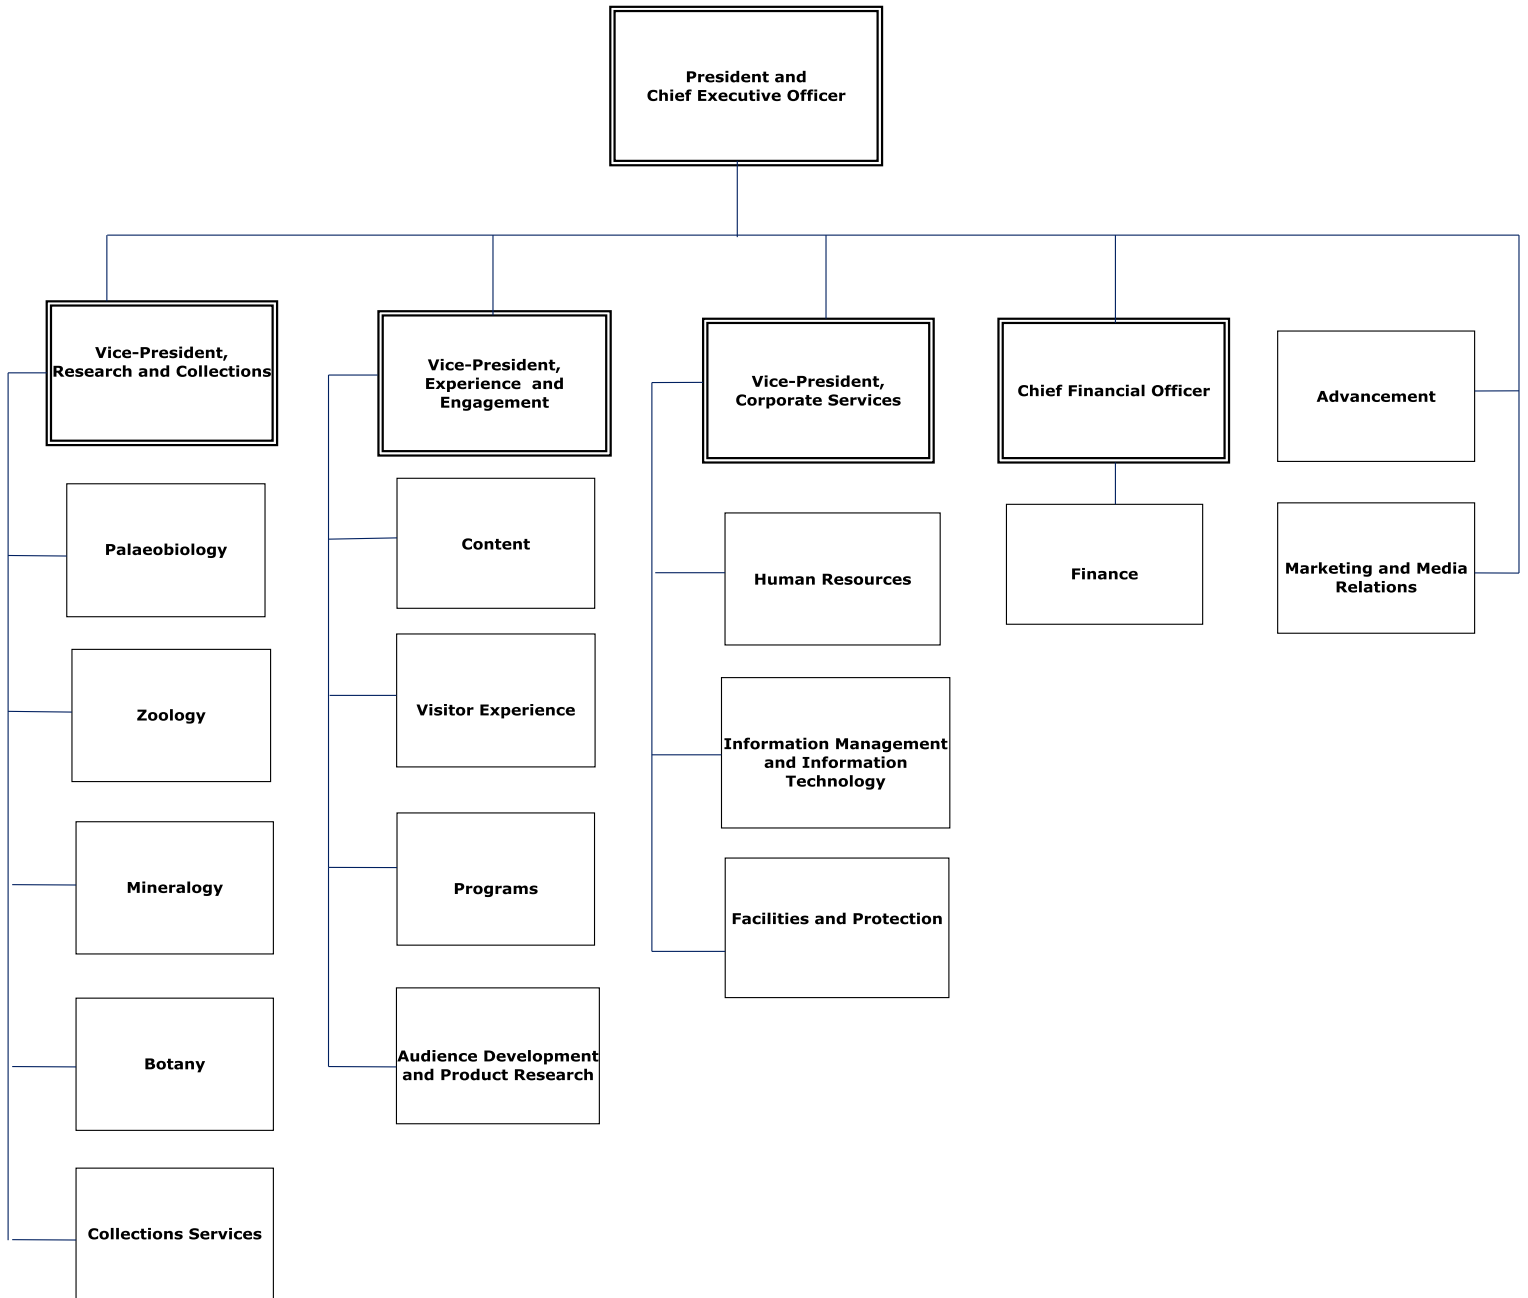 President and
Chief Executive Officer
Vice-President,
Research and Collections
Palaeobiology
Zoology
Mineralogy
Botany
Collections Services
Vice-President,
Experience  and
Engagement
Content
Visitor Experience
Programs
Audience Development
and Product Research
Vice-President,
Corporate Services
Human Resources
Information Management
and Information
Technology
Facilities and Protection
Chief Financial Officer
Finance
Advancement
Marketing and Media
Relations